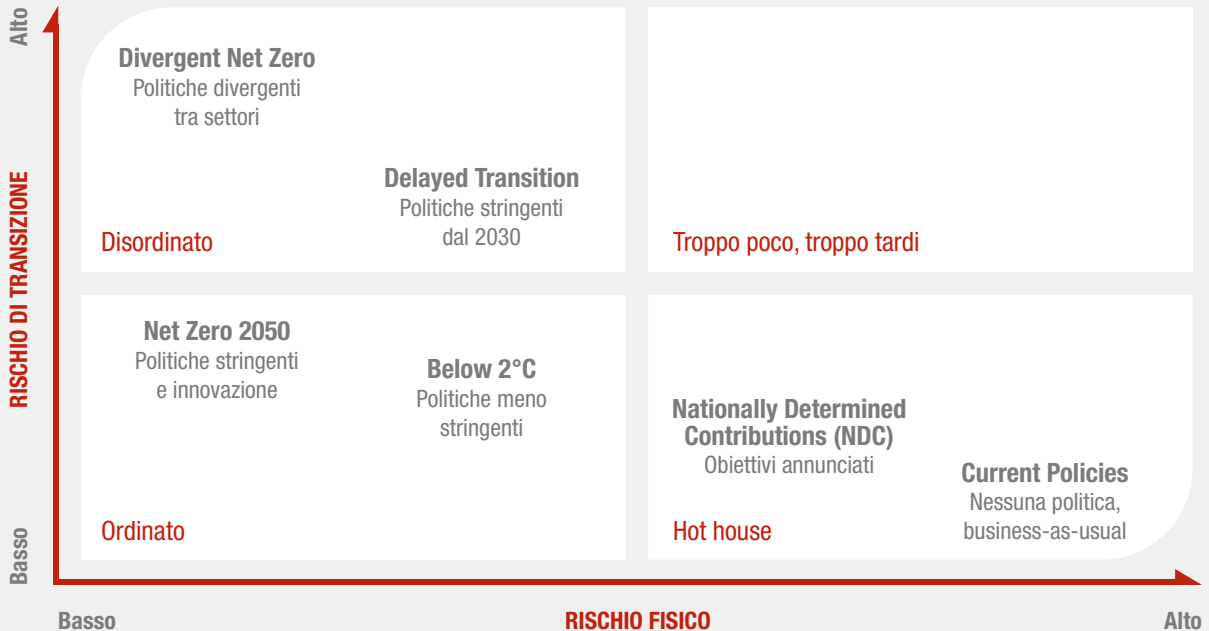 Alto
RISCHIO DI TRANSIZIONE
Basso
Divergent Net Zero
Politiche divergenti
tra settori
Delayed Transition
Politiche stringenti
dal 2030
Disordinato
Troppo poco, troppo tardi
Net Zero 2050
Politiche stringenti
e innovazione
Below 2°C
Politiche meno
stringenti
Ordinato
Nationally Determined
Contributions (NDC)
Obiettivi annunciati
Current Policies
Nessuna politica,
business-as-usual
Hot house
Basso
RISCHIO FISICO
Alto